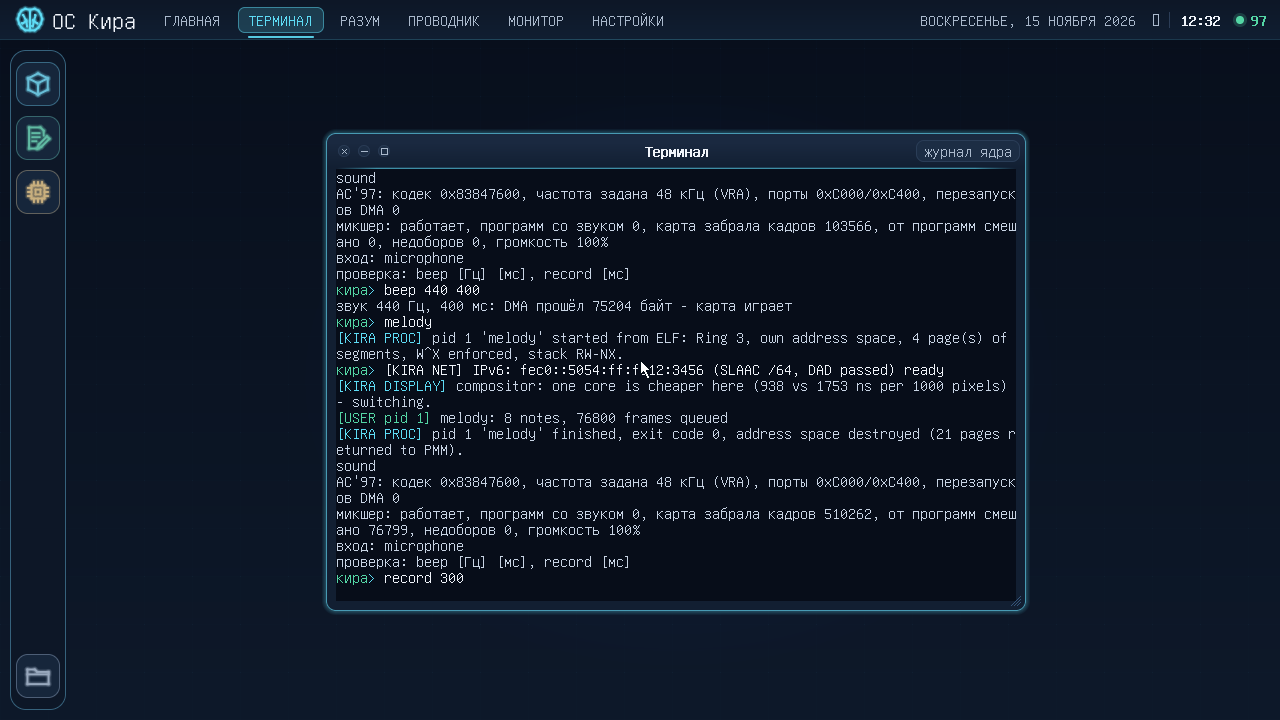 ОС Кира
ГЛАВНАЯ
ТЕРМИНАЛ
РАЗУМ
ПРОВОДНИК
МОНИТОР
НАСТРОЙКИ
ВОСКРЕСЕНЬЕ, 15 НОЯБРЯ 2026
12:32
97
Терминал
журнал ядра
sound
AC'97: кодек 0x83847600, частота задана 48 кГц (VRA), порты 0xC000/0xC400, перезапуск
ов DMA 0
микшер: работает, программ со звуком 0, карта забрала кадров 103566, от программ смеш
ано 0, недоборов 0, громкость 100%
вход: microphone
проверка: beep [Гц] [мс], record [мс]
кира> beep 440 400
звук 440 Гц, 400 мс: DMA прошёл 75204 байт - карта играет
кира> melody
[KIRA PROC] pid 1 'melody' started from ELF: Ring 3, own address space, 4 page(s) of
segments, W^X enforced, stack RW-NX.
кира> [KIRA NET] IPv6: (SLAAC /64, DAD passed) ready
[KIRA DISPLAY] compositor: one core is cheaper here (938 vs 1753 ns per 1000 pixels)
- switching.
[USER pid 1] melody: 8 notes, 76800 frames queued
[KIRA PROC] pid 1 'melody' finished, exit code 0, address space destroyed (21 pages r
eturned to PMM).
sound
AC'97: кодек 0x83847600, частота задана 48 кГц (VRA), порты 0xC000/0xC400, перезапуск
ов DMA 0
микшер: работает, программ со звуком 0, карта забрала кадров 510262, от программ смеш
ано 76799, недоборов 0, громкость 100%
вход: microphone
проверка: beep [Гц] [мс], record [мс]
кира> record 300